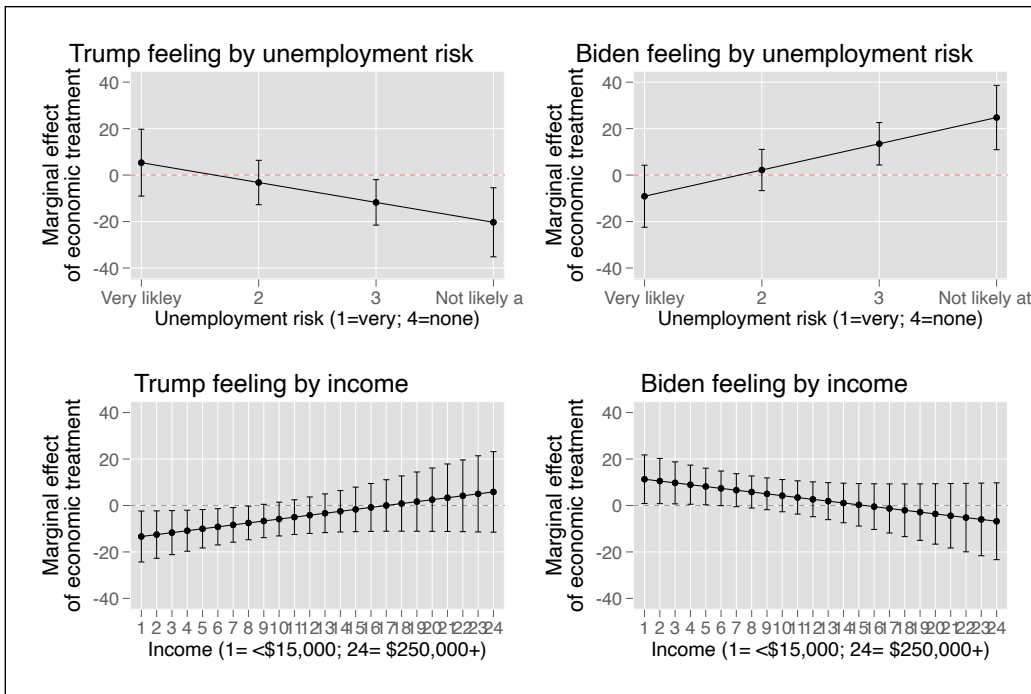 Trump feeling by unemployment risk
Marginal effect
of economic treatment
40
20
0
-20
-40
Very likley 2 3 Not likely a
Unemployment risk (1=very; 4=none)
Biden feeling by unemployment risk
Marginal effect
of economic treatment
40
20
0
-20
-40
Very likley 2 3 Not likely at
Unemployment risk (1=very; 4=none)
Trump feeling by income
Marginal effect
of economic treatment
40
20
0
-20
-40
1 2 3 4 5 6 7 8 9 10 11 12 13 14 15 16 17 18 19 20 21 22 23 24
Income (1= <$15,000; 24= $250,000+)
Biden feeling by income
Marginal effect
of economic treatment
40
20
0
-20
-40
1 2 3 4 5 6 7 8 9 10 11 12 13 14 15 16 17 18 19 20 21 22 23 24
Income (1= <$15,000; 24= $250,000+)